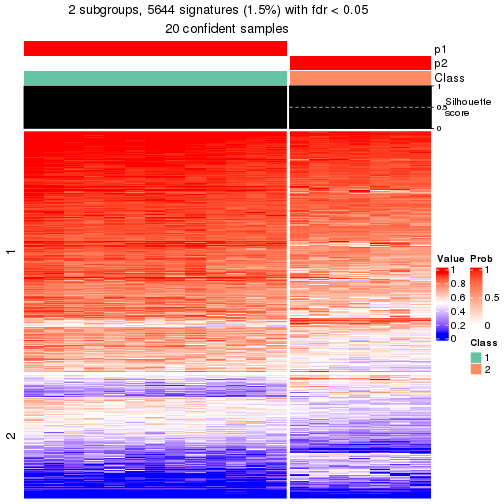 2 subgroups, 5644 signatures (1.5%) with fdr < 0.05
20 confident samples
p1
p2
Class
1
0.5
0
Silhouette
score
1
2
Value
1
0.8
0.6
0.4
0.2
0
Prob
1
0.5
0
Class
1
2